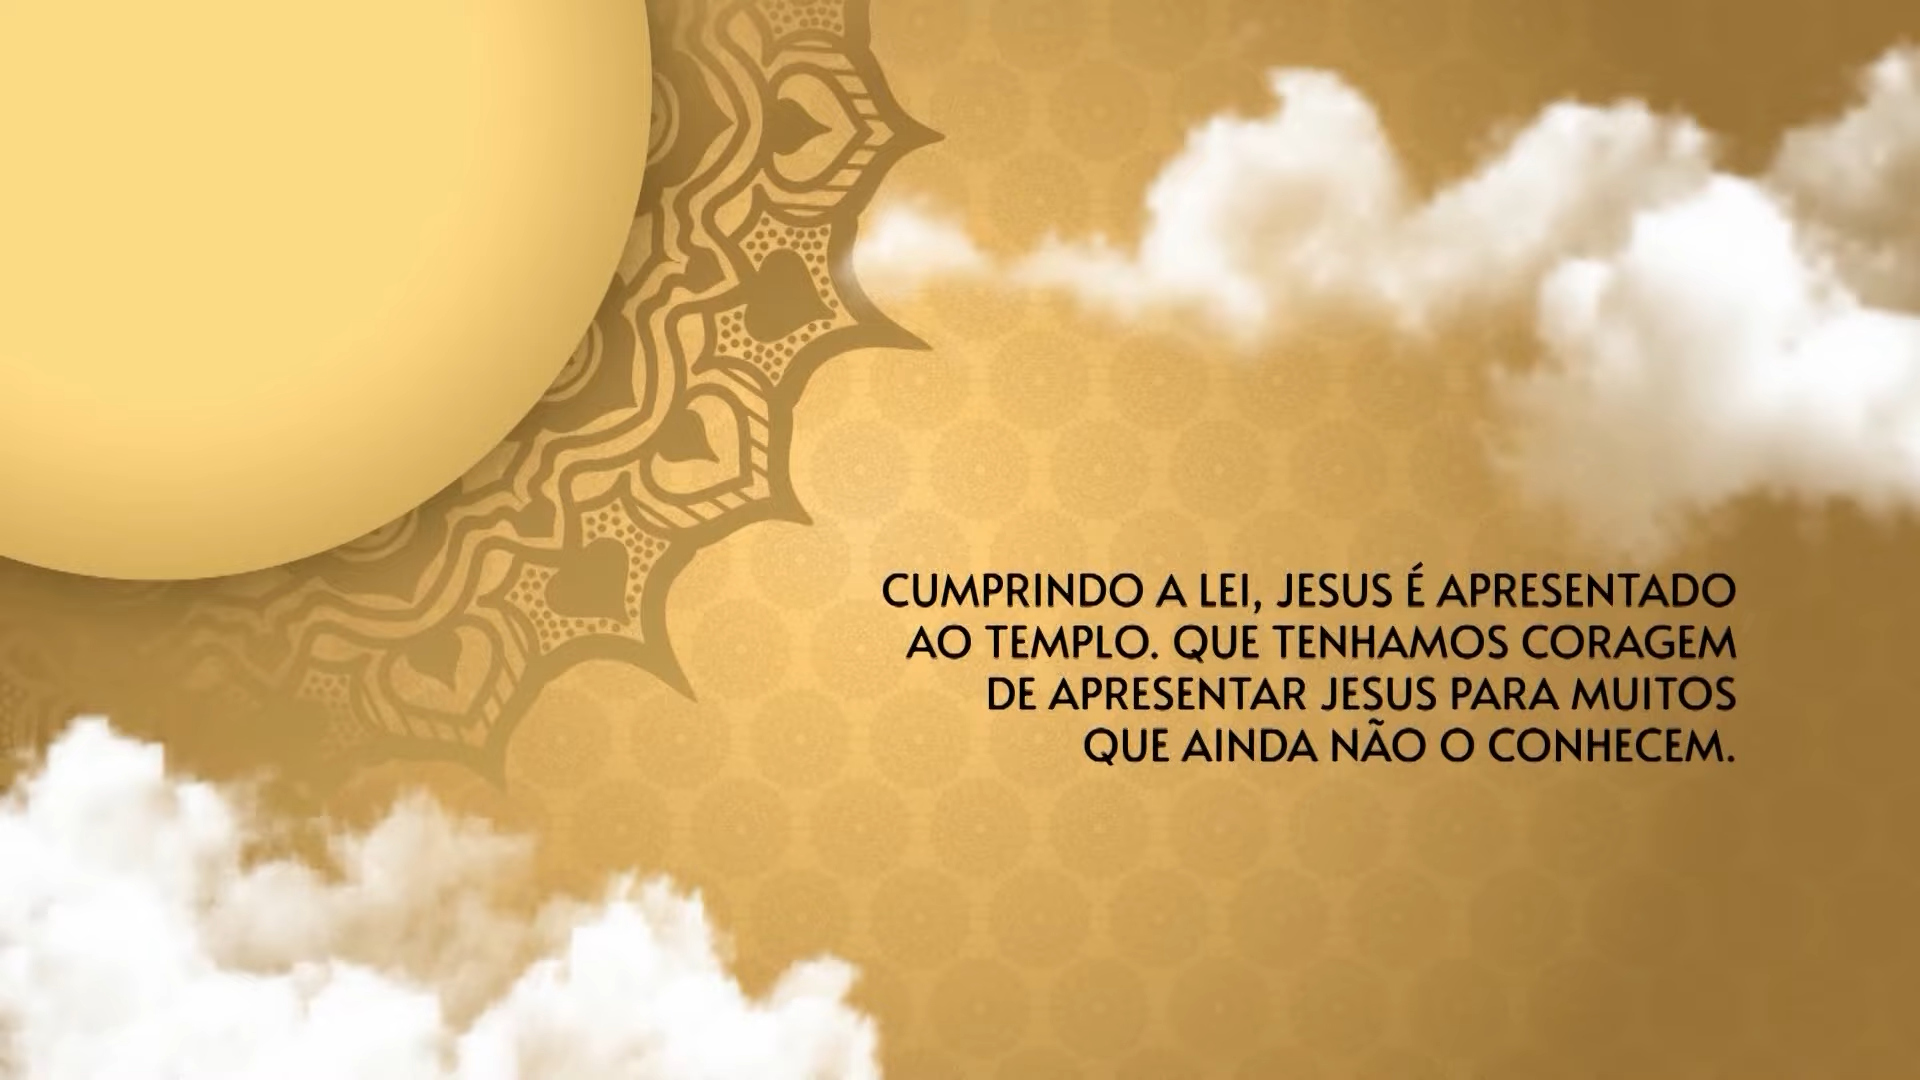 CUMPRINDO A LEI, JESUS É APRESENTADO
AO TEMPLO. QUE TENHAMOS CORAGEM
DE APRESENTAR JESUS PARA MUITOS
QUE AINDA NÃO O CONHECEM.